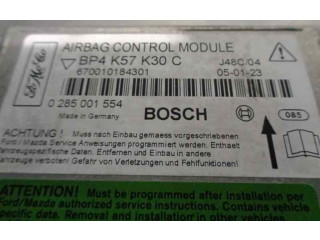 AIRBAG CONTROL MODULE
BP4 K57 K30 C J48C/04
670010184301 05-01-23
0 285 001 554 BOSCH
Made in Germany
ACHTUNG! 085
Muss nach Einbau gemaess vorgeschriebenen
Ford/Mazda Service Anweisungen programmiert werden. Enthaelt
fahrzeugspezifische Daten. Entfernen und Einbau in andere
Fahrzeuge verboten! Gefahr von Verletzungen und Fehlfunktionen!
ATTENTION! Must be programmed after installation per
Ford/Mazda authorized service instructions. Contains vehicle
specific data. Removal and installation